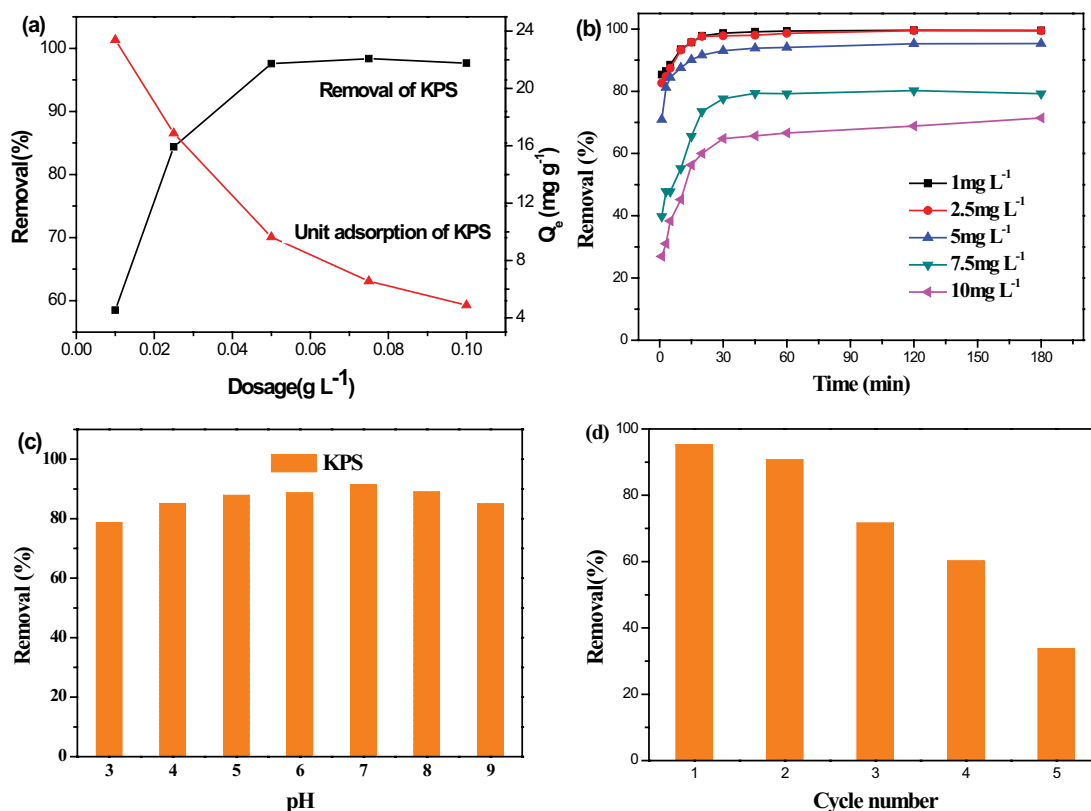 (a)
100
90
80
70
60
Removal(%)
24
20
16
12
8
4
Qe (mg g-1)
Removal of KPS
Unit adsorption of KPS
0.00 0.02 0.04 0.06 0.08 0.10
Dosage(g L-1)
(b)
100
80
60
40
20
0
Removal (%)
1mg L-1
2.5mg L-1
5mg L-1
7.5mg L-1
10mg L-1
0 30 60 90 120 150 180
Time (min)
(c)
KPS
100
80
60
40
20
0
Removal (%)
3 4 5 6 7 8 9
pH
(d)
100
80
60
40
20
0
Removal(%)
1 2 3 4 5
Cycle number